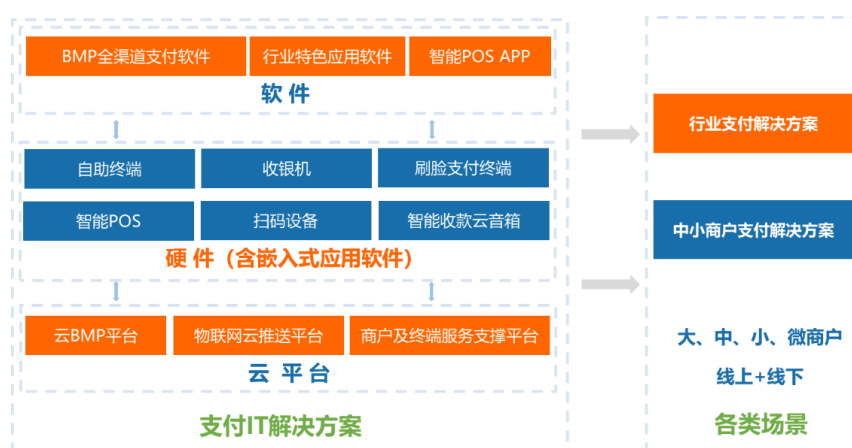 BMP全渠道支付软件
行业特色应用软件
智能POS APP
软 件
自助终端
收银机
刷脸支付终端
智能POS
扫码设备
智能收款云音箱
硬 件（含嵌入式应用软件）
云BMP平台
物联网云推送平台
商户及终端服务支撑平台
云 平 台
支付IT解决方案
行业支付解决方案
中小商户支付解决方案
大、中、小、微商户
线上+线下
各类场景